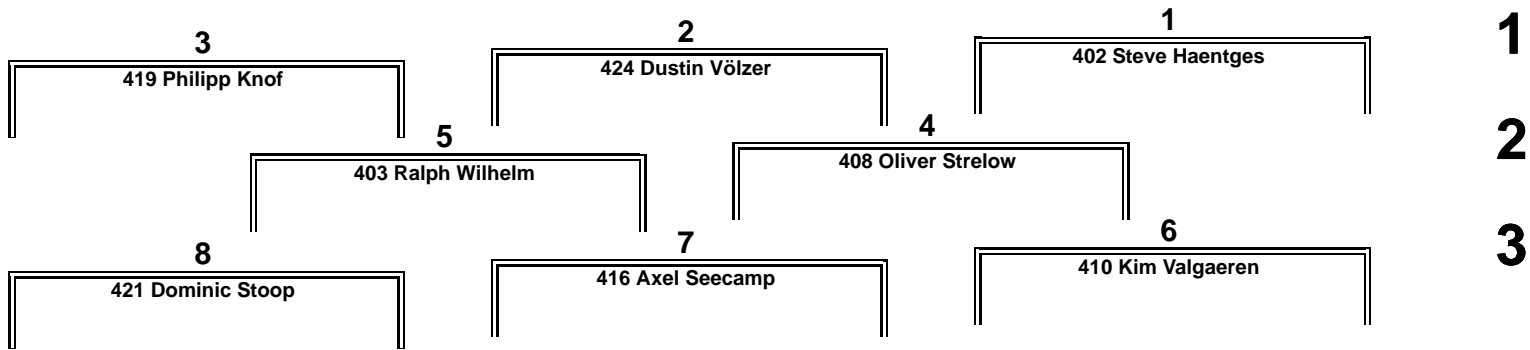 3 2 1 1
419 Philipp Knof 424 Dustin Völzer 402 Steve Haentges
5 4 2
403 Ralph Wilhelm 408 Oliver Strelow
8 7 6 3
421 Dominic Stoop 416 Axel Seecamp 410 Kim Valgaeren